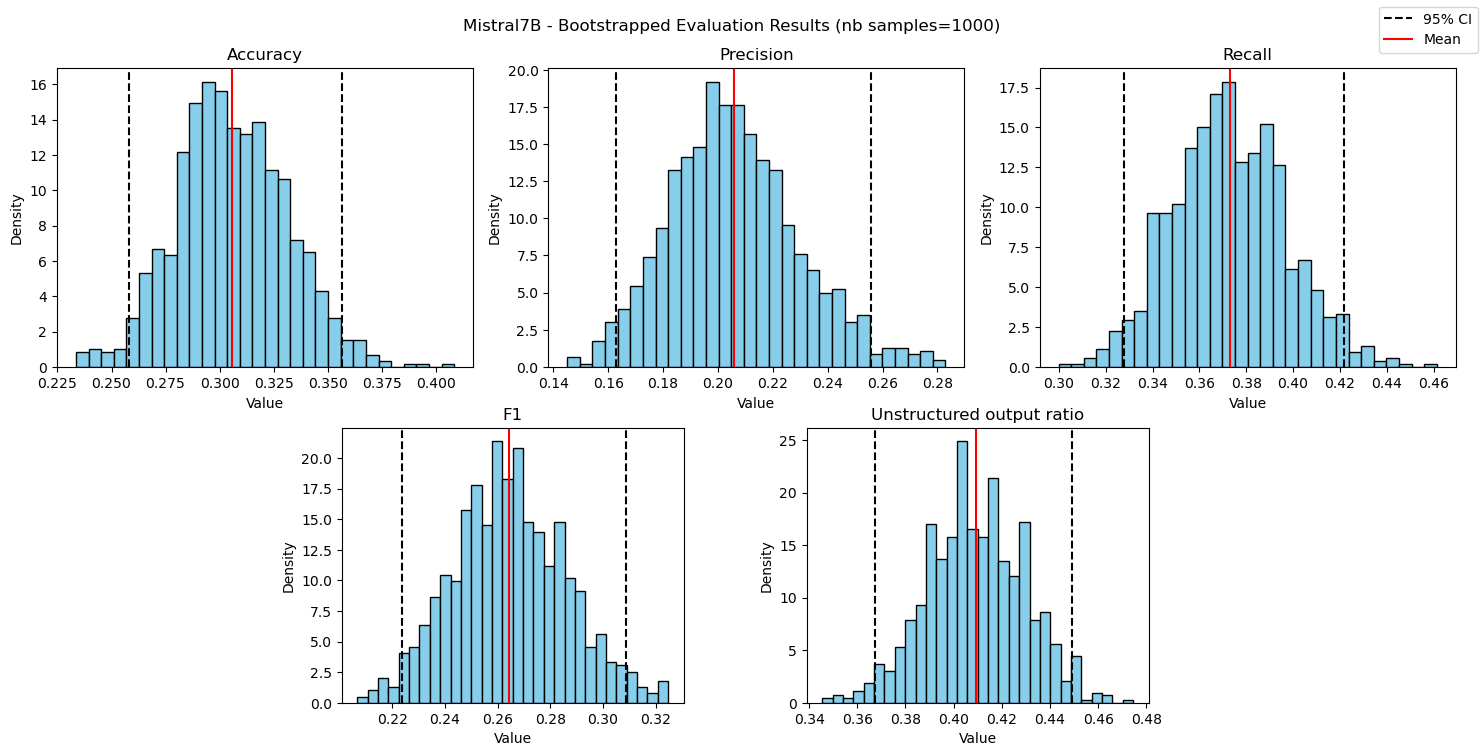 Mistral7B - Bootstrapped Evaluation Results (nb samples=1000)
95% CI
Mean
Accuracy
Density
16
14
12
10
8
6
4
2
0
0.225 0.250 0.275 0.300 0.325 0.350 0.375 0.400
Value
Precision
Density
20.0
17.5
15.0
12.5
10.0
7.5
5.0
2.5
0.0
0.14 0.16 0.18 0.20 0.22 0.24 0.26 0.28
Value
Recall
Density
17.5
15.0
12.5
10.0
7.5
5.0
2.5
0.0
0.30 0.32 0.34 0.36 0.38 0.40 0.42 0.44 0.46
Value
F1
Density
20.0
17.5
15.0
12.5
10.0
7.5
5.0
2.5
0.0
0.22 0.24 0.26 0.28 0.30 0.32
Value
Unstructured output ratio
Density
25
20
15
10
5
0
0.34 0.36 0.38 0.40 0.42 0.44 0.46 0.48
Value